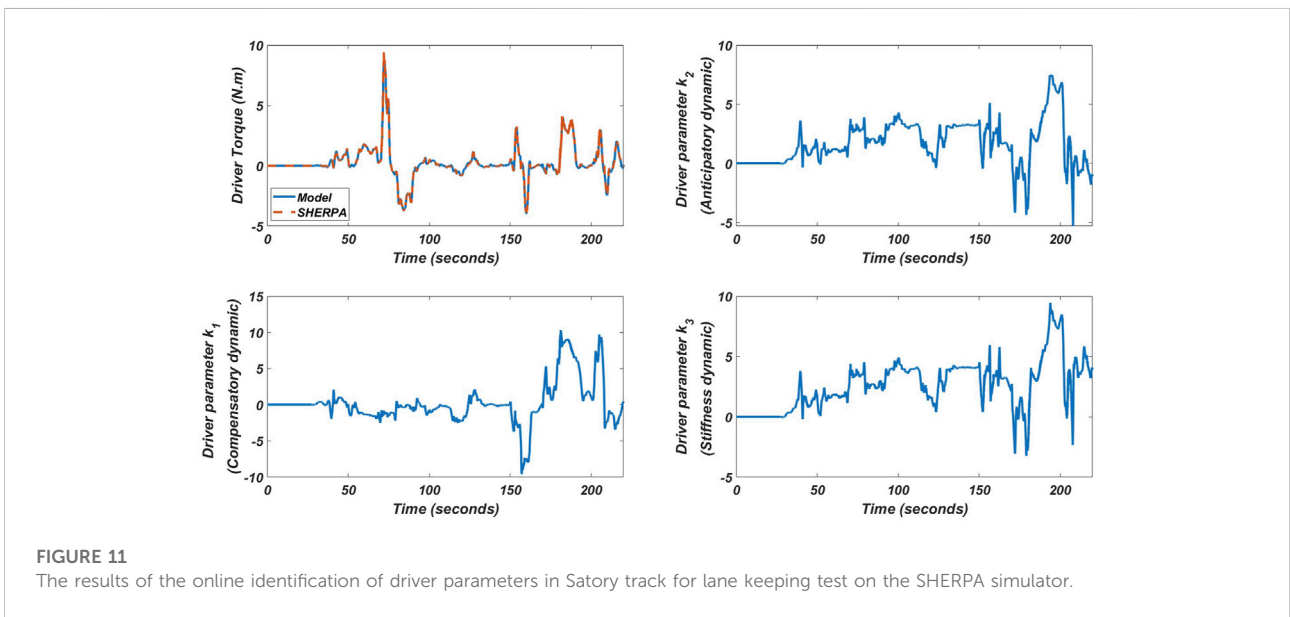 10
5
0
-5
Driver Torque (N.m)
Model
SHERPA
0
50
100
150
200
Time (seconds)
10
5
0
-5
Driver parameter k2
(Anticipatory dynamic)
0
50
100
150
200
Time (seconds)
15
10
5
0
-5
-10
Driver parameter k1
(Compensatory dynamic)
0
50
100
150
200
Time (seconds)
10
5
0
-5
Driver parameter k3
(Stiffness dynamic)
0
50
100
150
200
Time (seconds)
FIGURE 11
The results of the online identification of driver parameters in Satory track for lane keeping test on the SHERPA simulator.